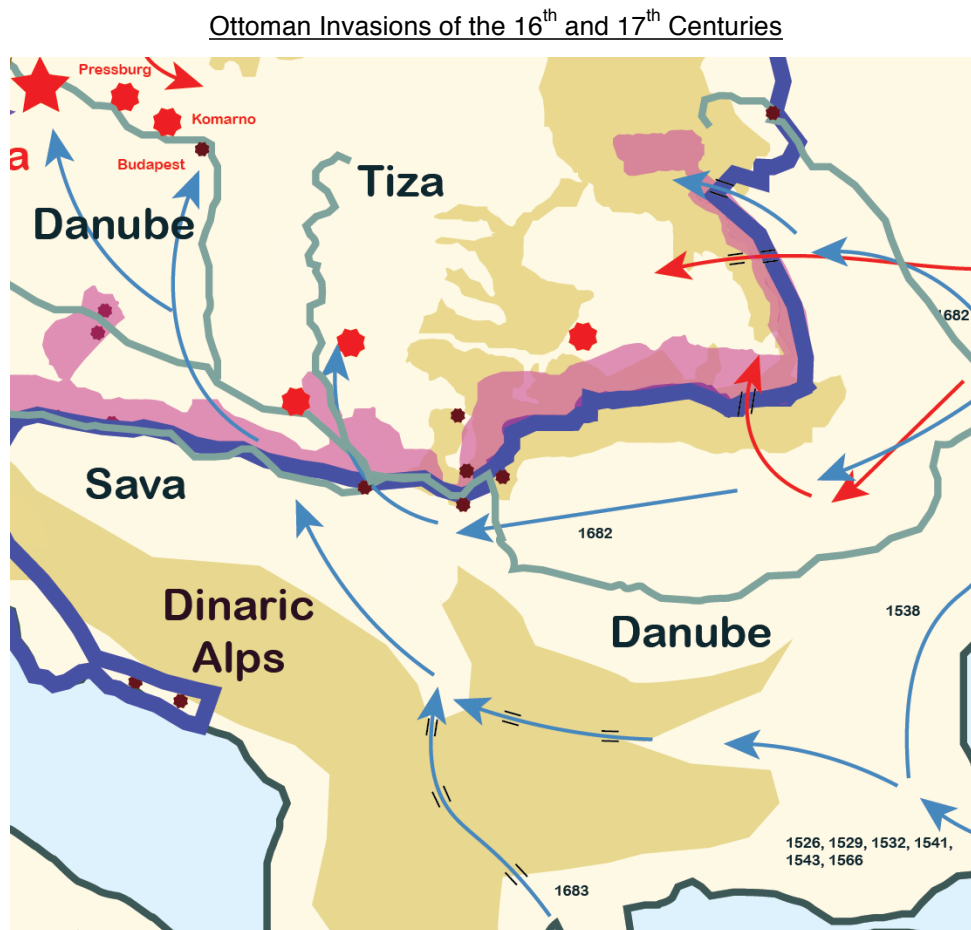 Ottoman Invasions of the 16th and 17th Centuries
Pressburg
Komarno
Budapest
a
Tiza
Danube
1682
Sava
1682
Dinaric
Alps
Danube
1538
1526, 1529, 1532, 1541,
1543, 1566
1683